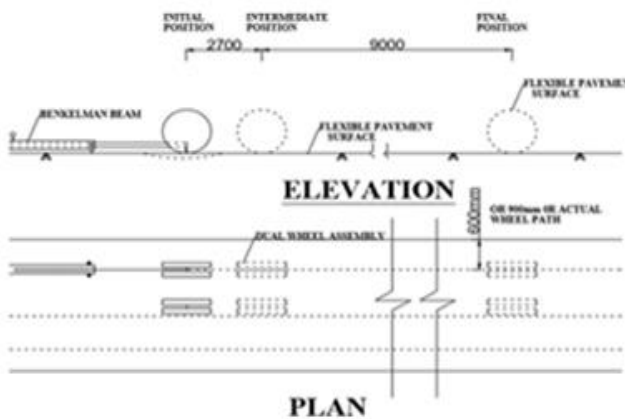 INITIAL
POSITION
INTERMEDIATE
POSITION
FINAL
POSITION
2700
9000
BENKELMAN BEAM
FLEXIBLE PAVEMENT
SURFACE
FLEXIBLE PAVEMENT
SURFACE
ELEVATION
600mm
OR 900mm OR ACTUAL
WHEEL PATH
DUAL WHEEL ASSEMBLY
PLAN